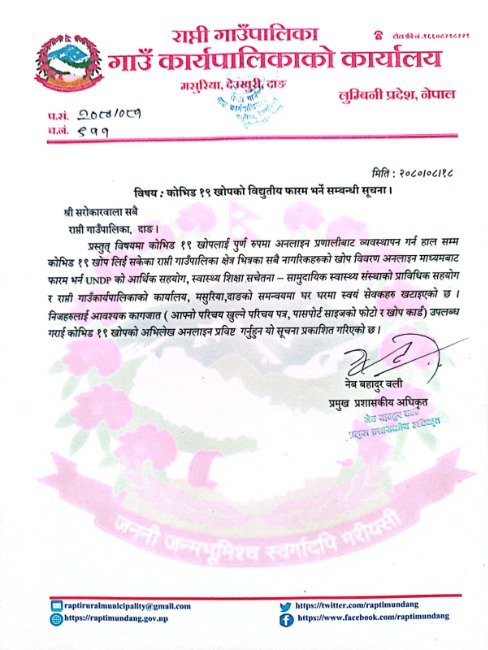 राप्ती गाउँपालिका
गाउँ कार्यपालिकाको कार्यालय
मसुरिया, देउखुरी, दाङ
लुम्बिनी प्रदेश, नेपाल
प.सं. २०८०/०८१
च.नं. ९११
मिति : २०८०/०८/१८
विषय : कोभिड १९ खोपको विद्युतीय फारम भर्ने सम्बन्धी सूचना ।
श्री सरोकारवाला सबै
राप्ती गाउँपालिका, दाङ ।
प्रस्तुत् विषयमा कोभिड १९ खोपलाई पुर्ण रुपमा अनलाइन प्रणालीबाट व्यवस्थापन गर्न हाल सम्म
कोभिड १९ खोप लिई सकेका राप्ती गाउँपालिका क्षेत्र भित्रका सबै नागरिकहरुको खोप विवरण अनलाइन माध्यमबाट
फारम भर्न UNDP को आर्थिक सहयोग, स्वास्थ्य शिक्षा सचेतना – सामुदायिक स्वास्थ्य संस्थाको प्राविधिक सहयोग
र राप्ती गाउँकार्यपालिकाको कार्यालय, मसुरिया,दाङको समन्वयमा घर घरमा स्वयं सेवकहरु खटाइएको छ ।
निजहरुलाई आवश्यक कागजात ( आफ्नो परिचय खुल्ने परिचय पत्र, पासपोर्ट साइजको फोटो र खोप कार्ड) उपलब्ध
गराई कोभिड १९ खोपको अभिलेख अनलाइन प्रविष्ट गर्नुहुन यो सूचना प्रकाशित गरिएको छ ।
नेब बहादुर वली
प्रमुख प्रशासकीय अधिकृत
नेब बहादुर वली
प्रमुख प्रशासकीय अधिकृत
जननी जन्मभूमिश्च स्वर्गादपि गरीयसी
raptiruralmunicipality@gmail.com
https://twitter.com/raptimundang
https://raptimundang.gov.np
https://www.facebook.com/raptimundang